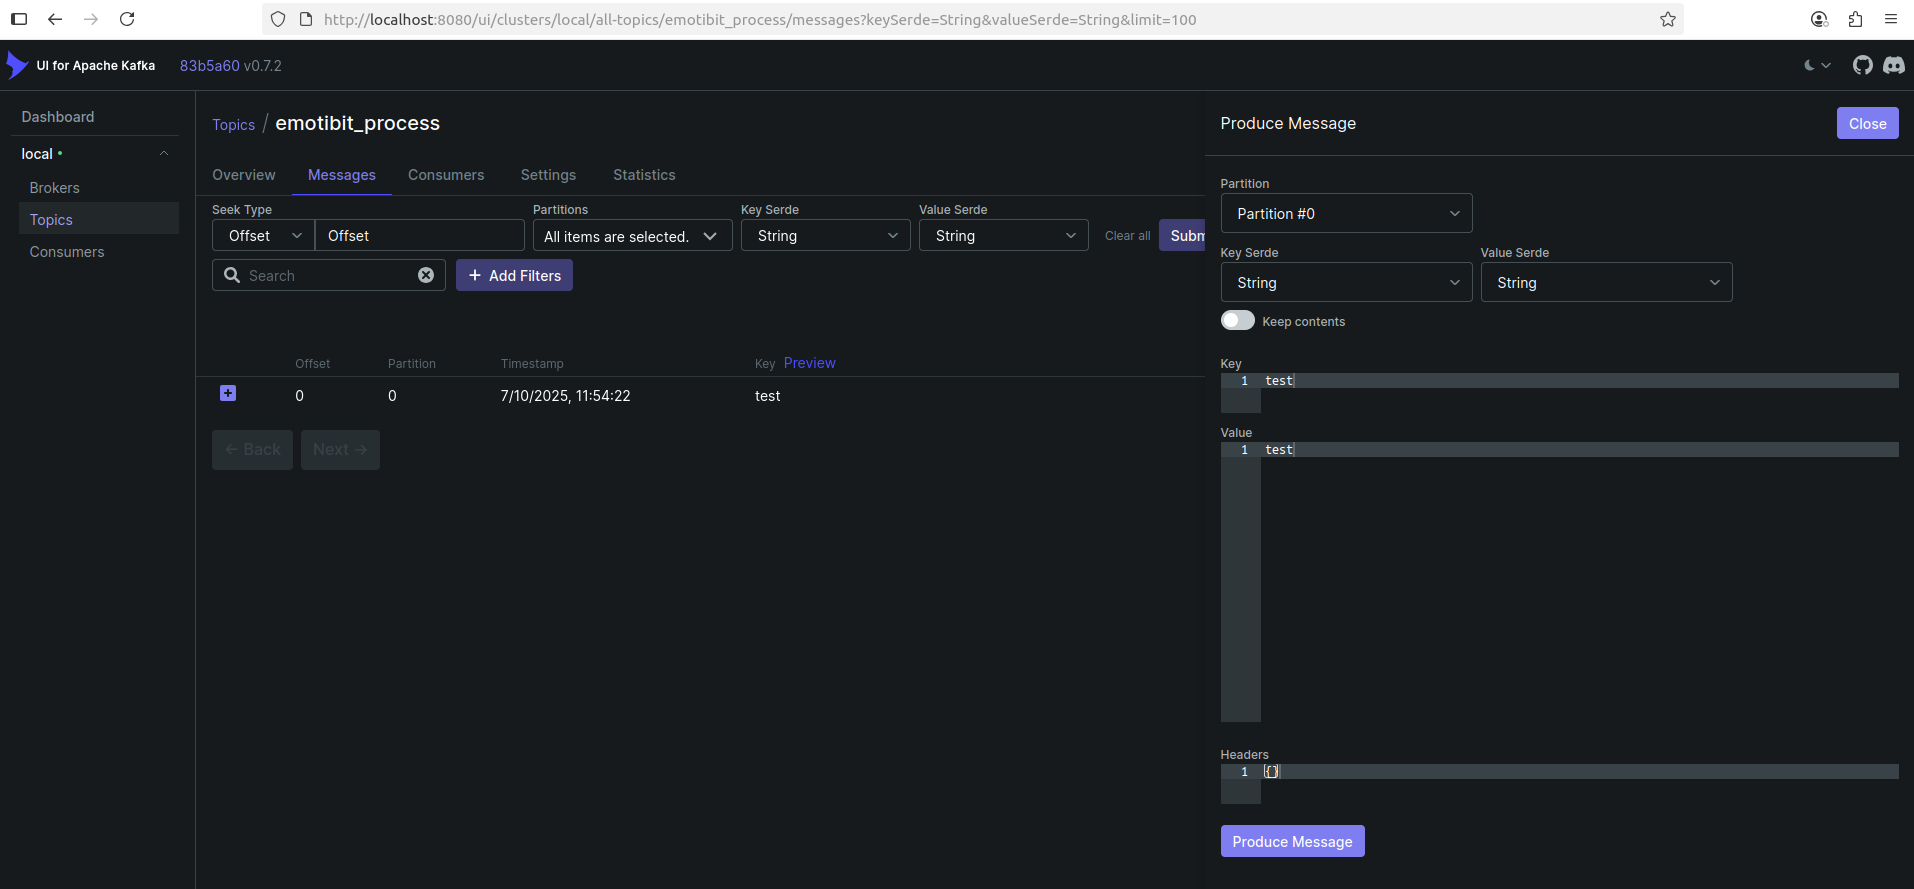 http://localhost:8080/ui/clusters/local/all-topics/emotibit_process/messages?keySerde=String&valueSerde=String&limit=100
UI for Apache Kafka 83b5a60 v0.7.2
Dashboard
local
Brokers
Topics
Consumers
Topics / emotibit_process
Overview Messages Consumers Settings Statistics
Seek Type Partitions Key Serde Value Serde
Offset Offset All items are selected. String String Clear all Subm
Search Add Filters
Offset Partition Timestamp Key Preview
0 0 7/10/2025, 11:54:22 test
← Back Next →
Produce Message Close
Partition
Partition #0
Key Serde Value Serde
String String
Keep contents
Key
1 test
Value
1 test
Headers
1 {}
Produce Message